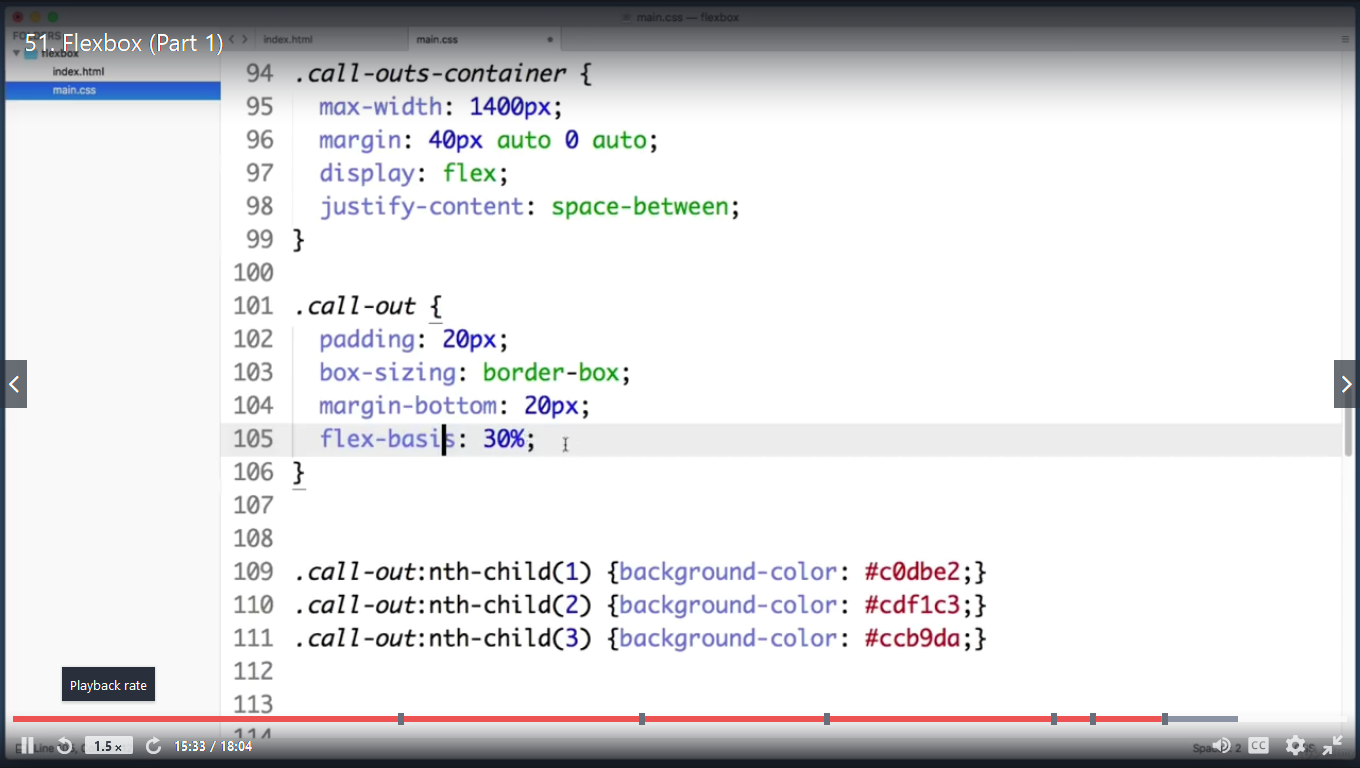 main.css — flexbox
51. Flexbox (Part 1)
FOLDERS
flexbox
index.html
main.css
index.html
main.css
94 .call-outs-container {
95 max-width: 1400px;
96 margin: 40px auto 0 auto;
97 display: flex;
98 justify-content: space-between;
99 }
100
101 .call-out {
102 padding: 20px;
103 box-sizing: border-box;
104 margin-bottom: 20px;
105 flex-basis: 30%;
106 }
107
108
109 .call-out:nth-child(1) {background-color: #c0dbe2;}
110 .call-out:nth-child(2) {background-color: #cdf1c3;}
111 .call-out:nth-child(3) {background-color: #ccb9da;}
112
113
114
Playback rate
1.5 x
15:33 / 18:04
CC